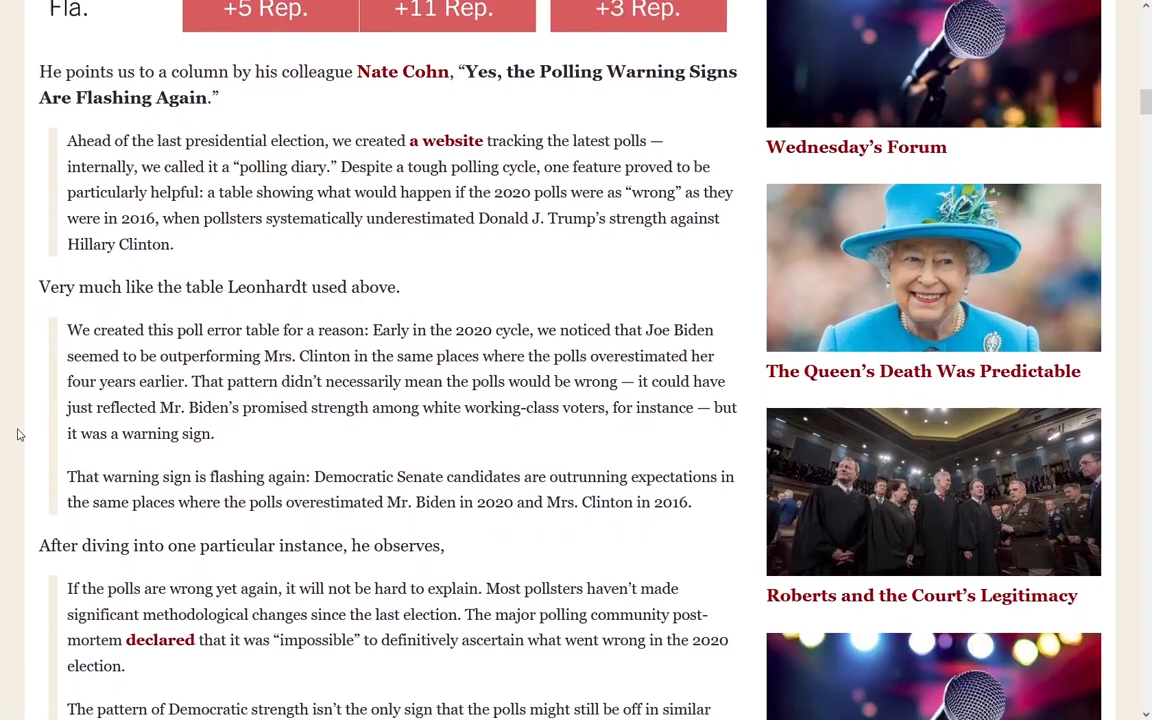 Fla.
+5 Rep.
+11 Rep.
+3 Rep.
He points us to a column by his colleague Nate Cohn, “Yes, the Polling Warning Signs
Are Flashing Again.”
Ahead of the last presidential election, we created a website tracking the latest polls —
internally, we called it a “polling diary.” Despite a tough polling cycle, one feature proved to be
particularly helpful: a table showing what would happen if the 2020 polls were as “wrong” as they
were in 2016, when pollsters systematically underestimated Donald J. Trump’s strength against
Hillary Clinton.
Very much like the table Leonhardt used above.
We created this poll error table for a reason: Early in the 2020 cycle, we noticed that Joe Biden
seemed to be outperforming Mrs. Clinton in the same places where the polls overestimated her
four years earlier. That pattern didn’t necessarily mean the polls would be wrong — it could have
just reflected Mr. Biden’s promised strength among white working-class voters, for instance — but
it was a warning sign.
That warning sign is flashing again: Democratic Senate candidates are outrunning expectations in
the same places where the polls overestimated Mr. Biden in 2020 and Mrs. Clinton in 2016.
After diving into one particular instance, he observes,
If the polls are wrong yet again, it will not be hard to explain. Most pollsters haven’t made
significant methodological changes since the last election. The major polling community post-
mortem declared that it was “impossible” to definitively ascertain what went wrong in the 2020
election.
The pattern of Democratic strength isn’t the only sign that the polls might still be off in similar
Wednesday’s Forum
The Queen’s Death Was Predictable
Roberts and the Court’s Legitimacy